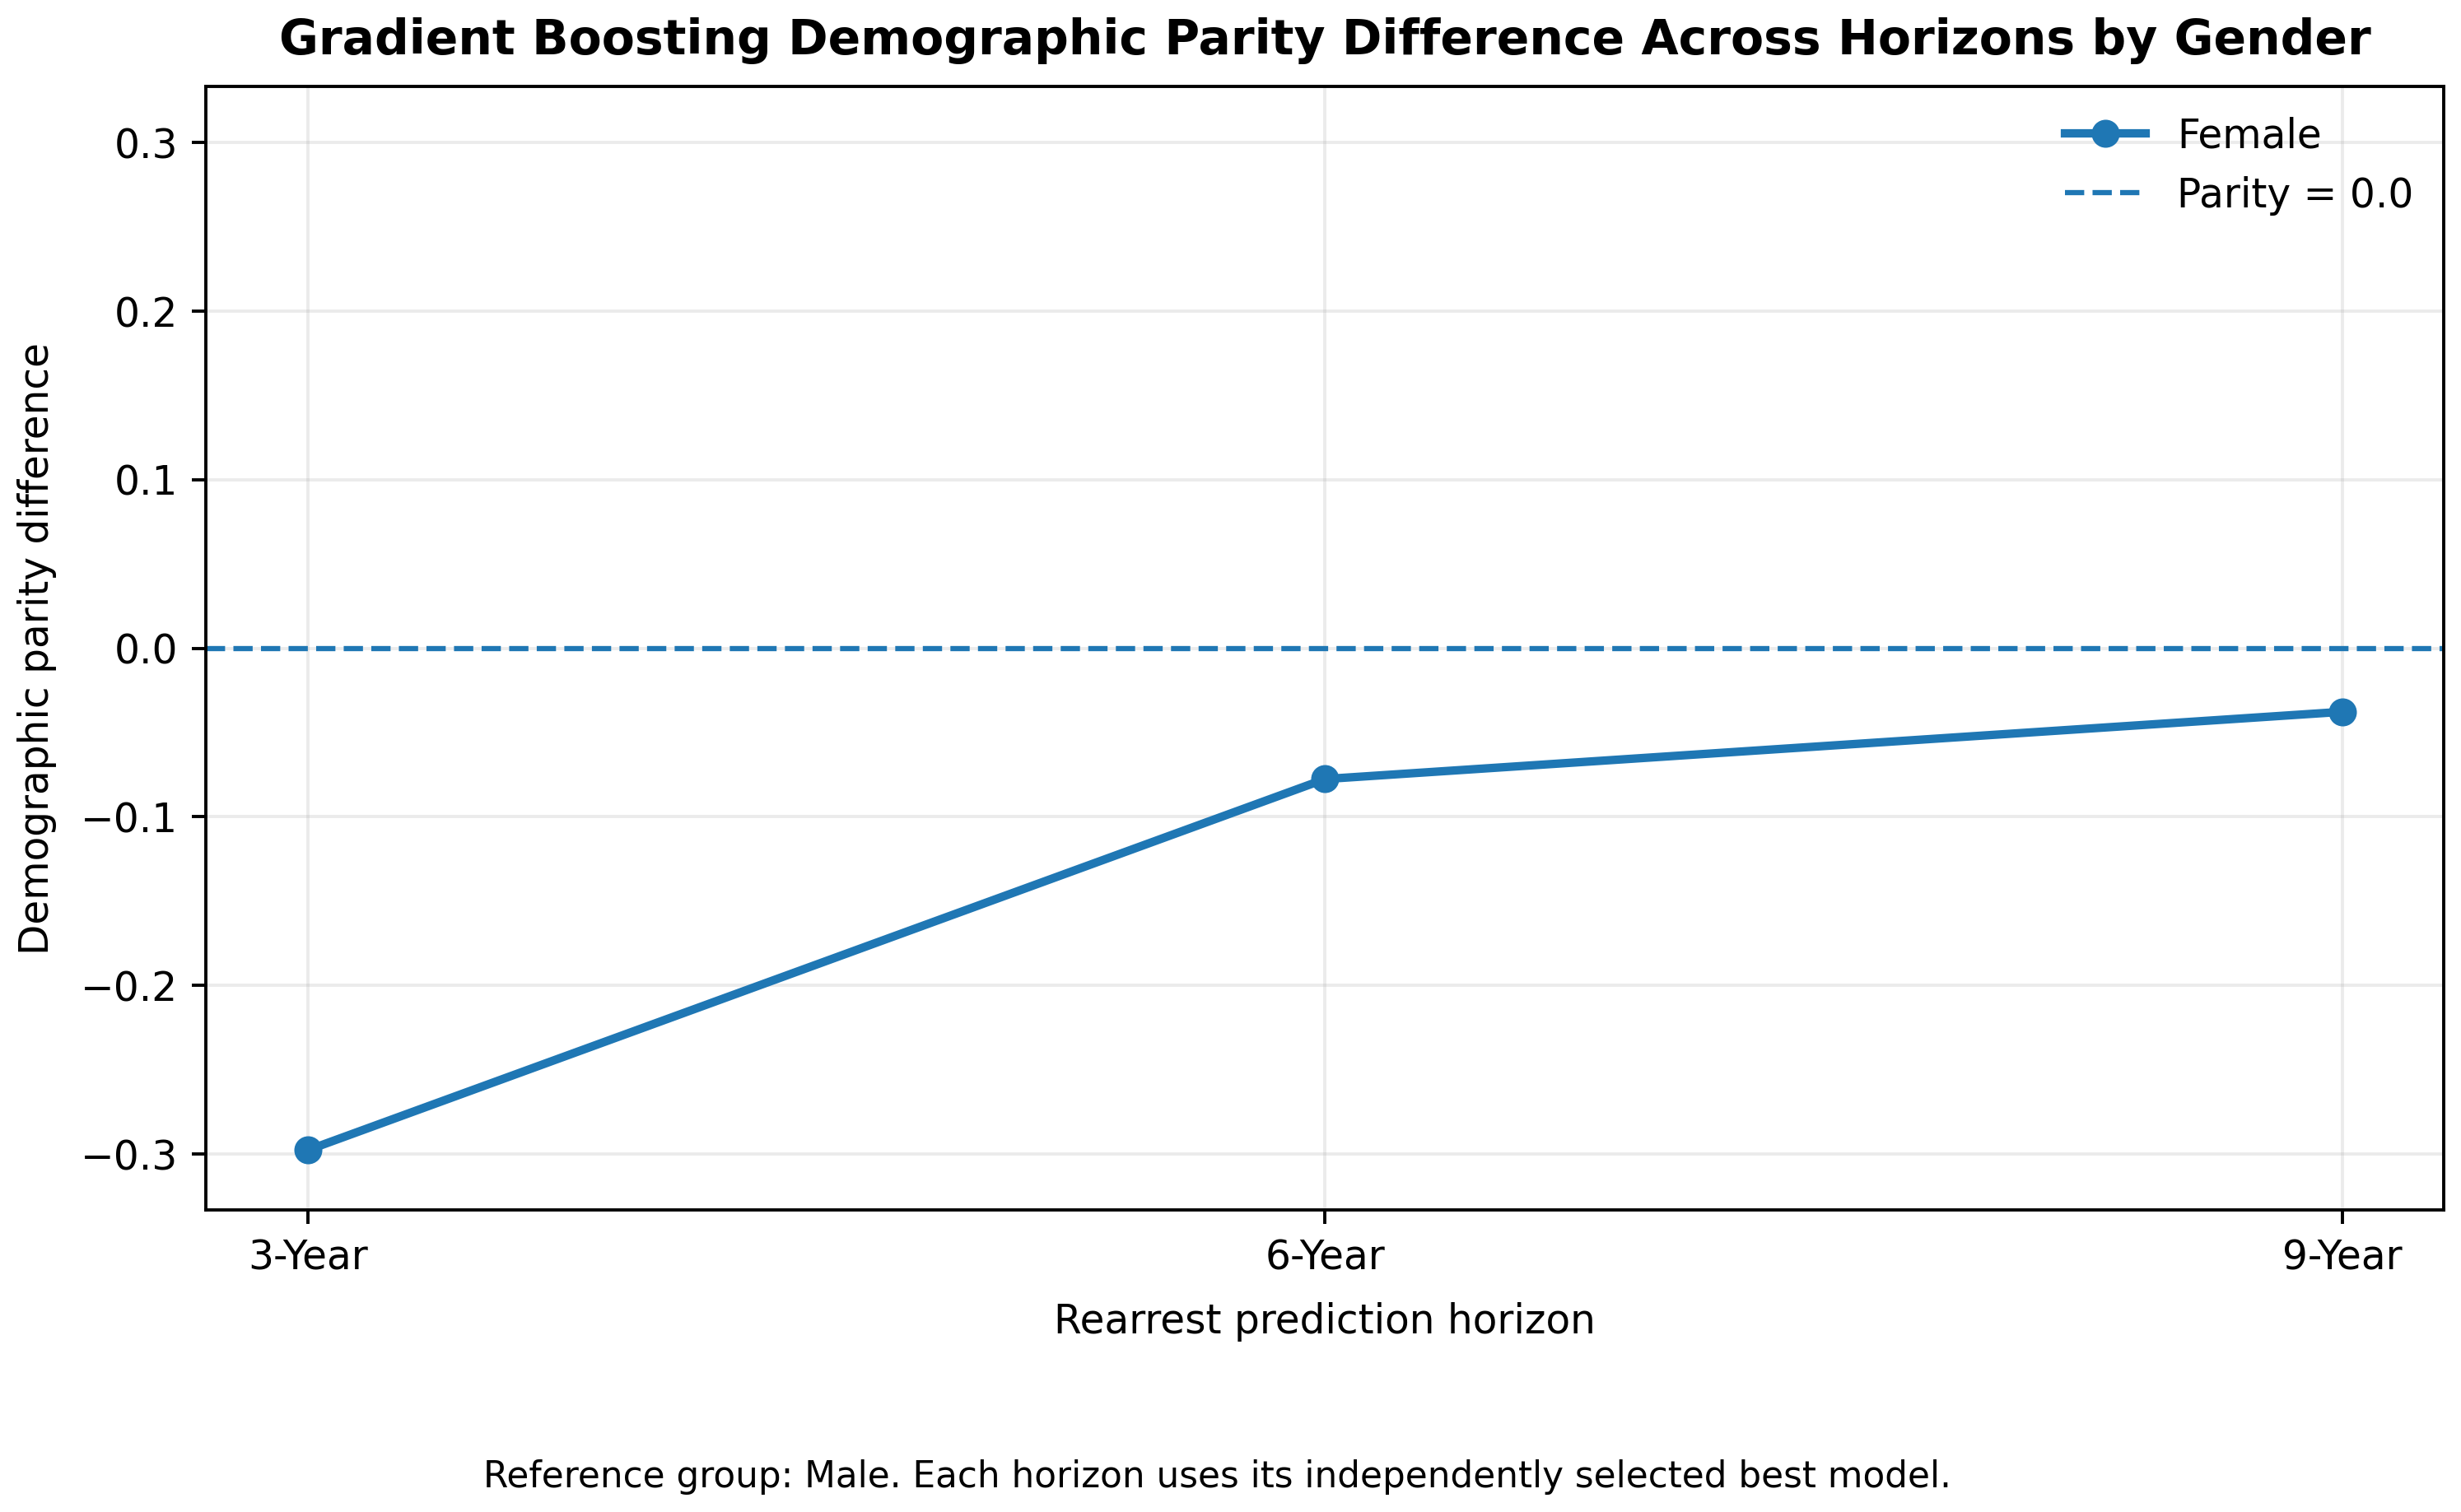 Gradient Boosting Demographic Parity Difference Across Horizons by Gender
Female
Parity = 0.0
Demographic parity difference
0.3
0.2
0.1
0.0
−0.1
−0.2
−0.3
3-Year
6-Year
9-Year
Rearrest prediction horizon
Reference group: Male. Each horizon uses its independently selected best model.